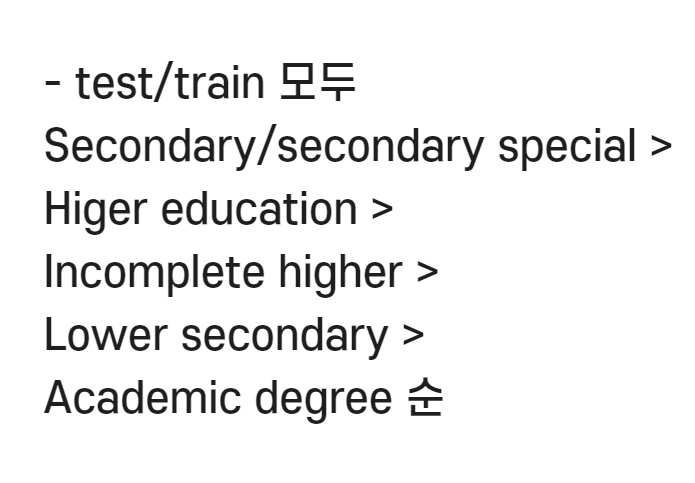 - test/train 모두
Secondary/secondary special >
Higer education >
Incomplete higher >
Lower secondary >
Academic degree 순